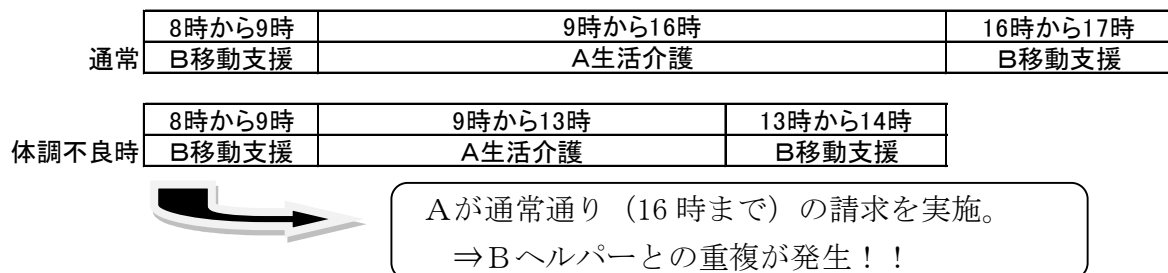 8時から9時 9時から16時 16時から17時
通常 B移動支援 A生活介護 B移動支援
8時から9時 9時から13時 13時から14時
体調不良時 B移動支援 A生活介護 B移動支援
Aが通常通り（16 時まで）の請求を実施。
⇒Bヘルパーとの重複が発生！！